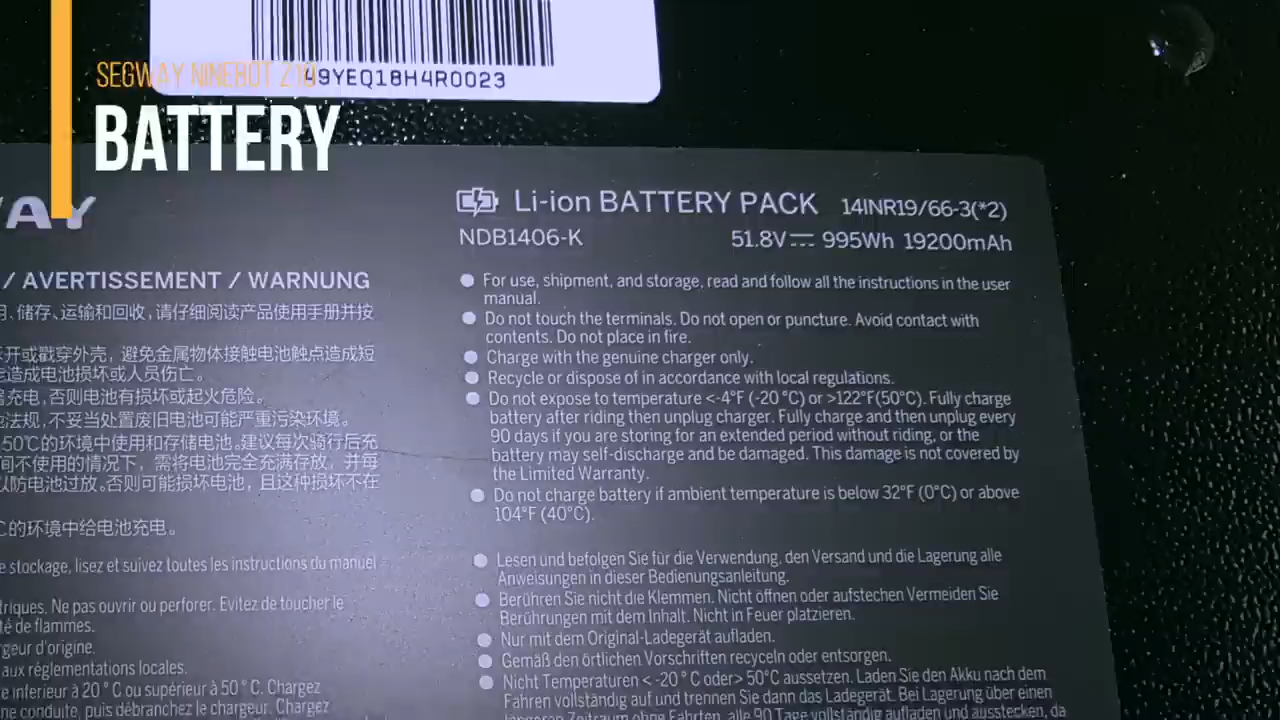 49YEQ18H4R0023
SEGWAY NINEBOT Z10
BATTERY
AY
Li-ion BATTERY PACK 14INR19/66-3(*2)
NDB1406-K 51.8V 995Wh 19200mAh
/ AVERTISSEMENT / WARNUNG
、储存、运输和回收，请仔细阅读产品使用手册并按
开或戳穿外壳，避免金属物体接触电池触点造成短
造成电池损坏或人员伤亡。
充电，否则电池有损坏或起火危险。
法规，不妥当处置废旧电池可能严重污染环境。
50℃的环境中使用和存储电池。建议每次骑行后充
间不使用的情况下，需将电池完全充满存放，并每
以防电池过放。否则可能损坏电池，且这种损坏不在
的环境中给电池充电。
e stockage, lisez et suivez toutes les instructions du manuel
triques. Ne pas ouvrir ou perforer. Evitez de toucher le
té de flammes.
geur d'origine.
aux réglementations locales.
e inferieur à 20 ° C ou supérieur à 50 ° C. Chargez
ne conduite, puis débranchez le chargeur. Chargez
● For use, shipment, and storage, read and follow all the instructions in the user
manual.
● Do not touch the terminals. Do not open or puncture. Avoid contact with
contents. Do not place in fire.
● Charge with the genuine charger only.
● Recycle or dispose of in accordance with local regulations.
● Do not expose to temperature <-4°F (-20 °C) or >122°F(50°C). Fully charge
battery after riding then unplug charger. Fully charge and then unplug every
90 days if you are storing for an extended period without riding, or the
battery may self-discharge and be damaged. This damage is not covered by
the Limited Warranty.
● Do not charge battery if ambient temperature is below 32°F (0°C) or above
104°F (40°C).
● Lesen und befolgen Sie für die Verwendung, den Versand und die Lagerung alle
Anweisungen in dieser Bedienungsanleitung.
● Berühren Sie nicht die Klemmen. Nicht öffnen oder aufstechen Vermeiden Sie
Berührungen mit dem Inhalt. Nicht in Feuer platzieren.
● Nur mit dem Original-Ladegerät aufladen.
● Gemäß den örtlichen Vorschriften recyceln oder entsorgen.
● Nicht Temperaturen < -20 ° C oder> 50°C aussetzen. Laden Sie den Akku nach dem
Fahren vollständig auf und trennen Sie dann das Ladegerät. Bei Lagerung über einen
längeren Zeitraum ohne Fahrten, alle 90 Tage vollständig aufladen und ausstecken, da